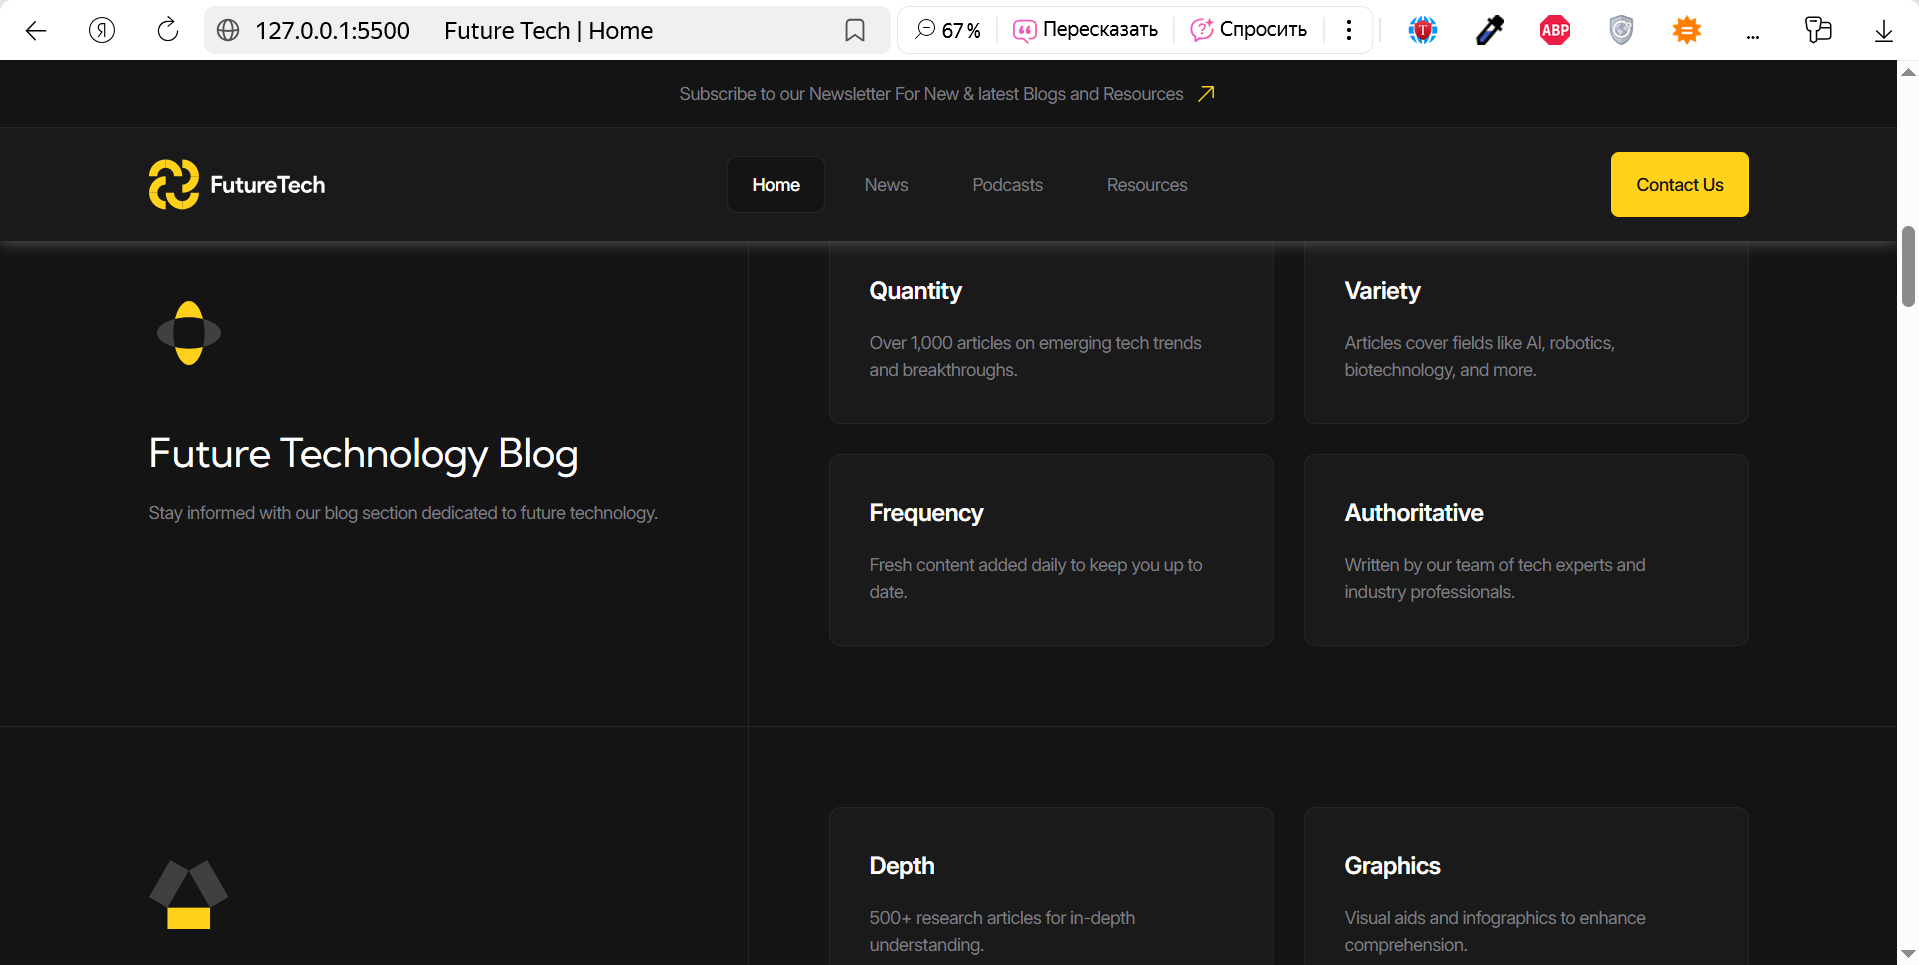 Я
127.0.0.1:5500 Future Tech | Home
67 %
Пересказать
Спросить
T
ABP
...
Subscribe to our Newsletter For New & latest Blogs and Resources
FutureTech
Home
News
Podcasts
Resources
Contact Us
Quantity
Over 1,000 articles on emerging tech trends
and breakthroughs.
Variety
Articles cover fields like AI, robotics,
biotechnology, and more.
Future Technology Blog
Stay informed with our blog section dedicated to future technology.
Frequency
Fresh content added daily to keep you up to
date.
Authoritative
Written by our team of tech experts and
industry professionals.
Depth
500+ research articles for in-depth
understanding.
Graphics
Visual aids and infographics to enhance
comprehension.